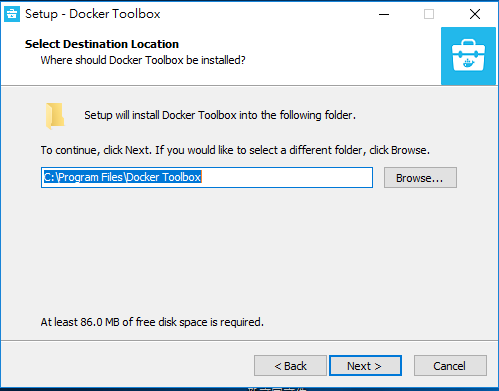 Setup - Docker Toolbox
Select Destination Location
Where should Docker Toolbox be installed?
Setup will install Docker Toolbox into the following folder.
To continue, click Next. If you would like to select a different folder, click Browse.
C:\Program Files\Docker Toolbox
Browse...
At least 86.0 MB of free disk space is required.
< Back
Next >
Cancel